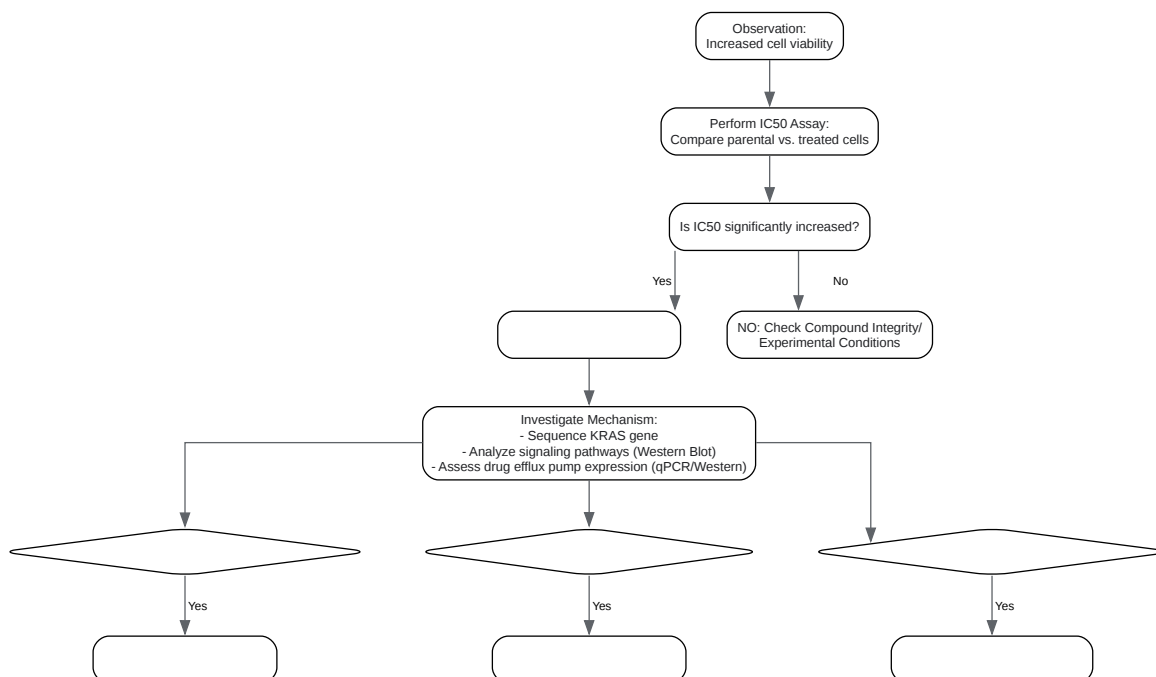 Observation:
Increased cell viability
Perform IC50 Assay:
Compare parental vs. treated cells
Is IC50 significantly increased?
Yes
No
NO: Check Compound Integrity/
Experimental Conditions
Investigate Mechanism:
- Sequence KRAS gene
- Analyze signaling pathways (Western Blot)
- Assess drug efflux pump expression (qPCR/Western)
Yes
Yes
Yes